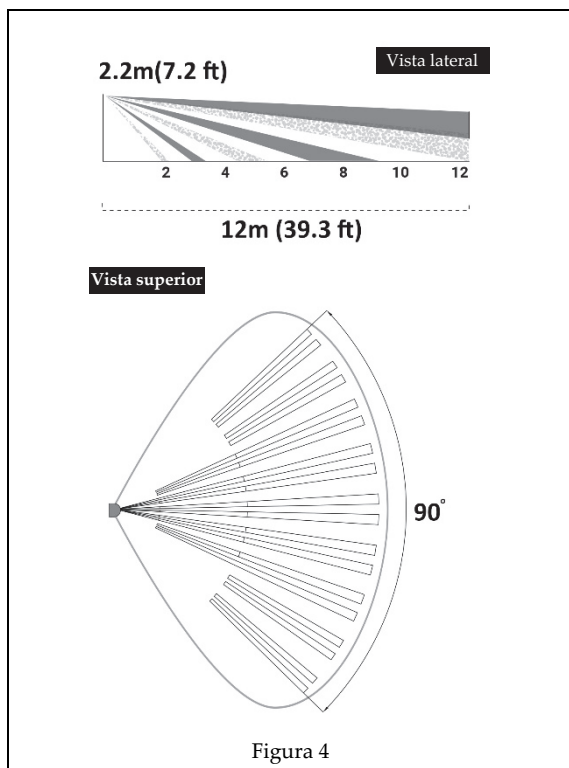 Vista lateral
2.2m(7.2 ft)
2 4 6 8 10 12
12m (39.3 ft)
Vista superior
90°
Figura 4